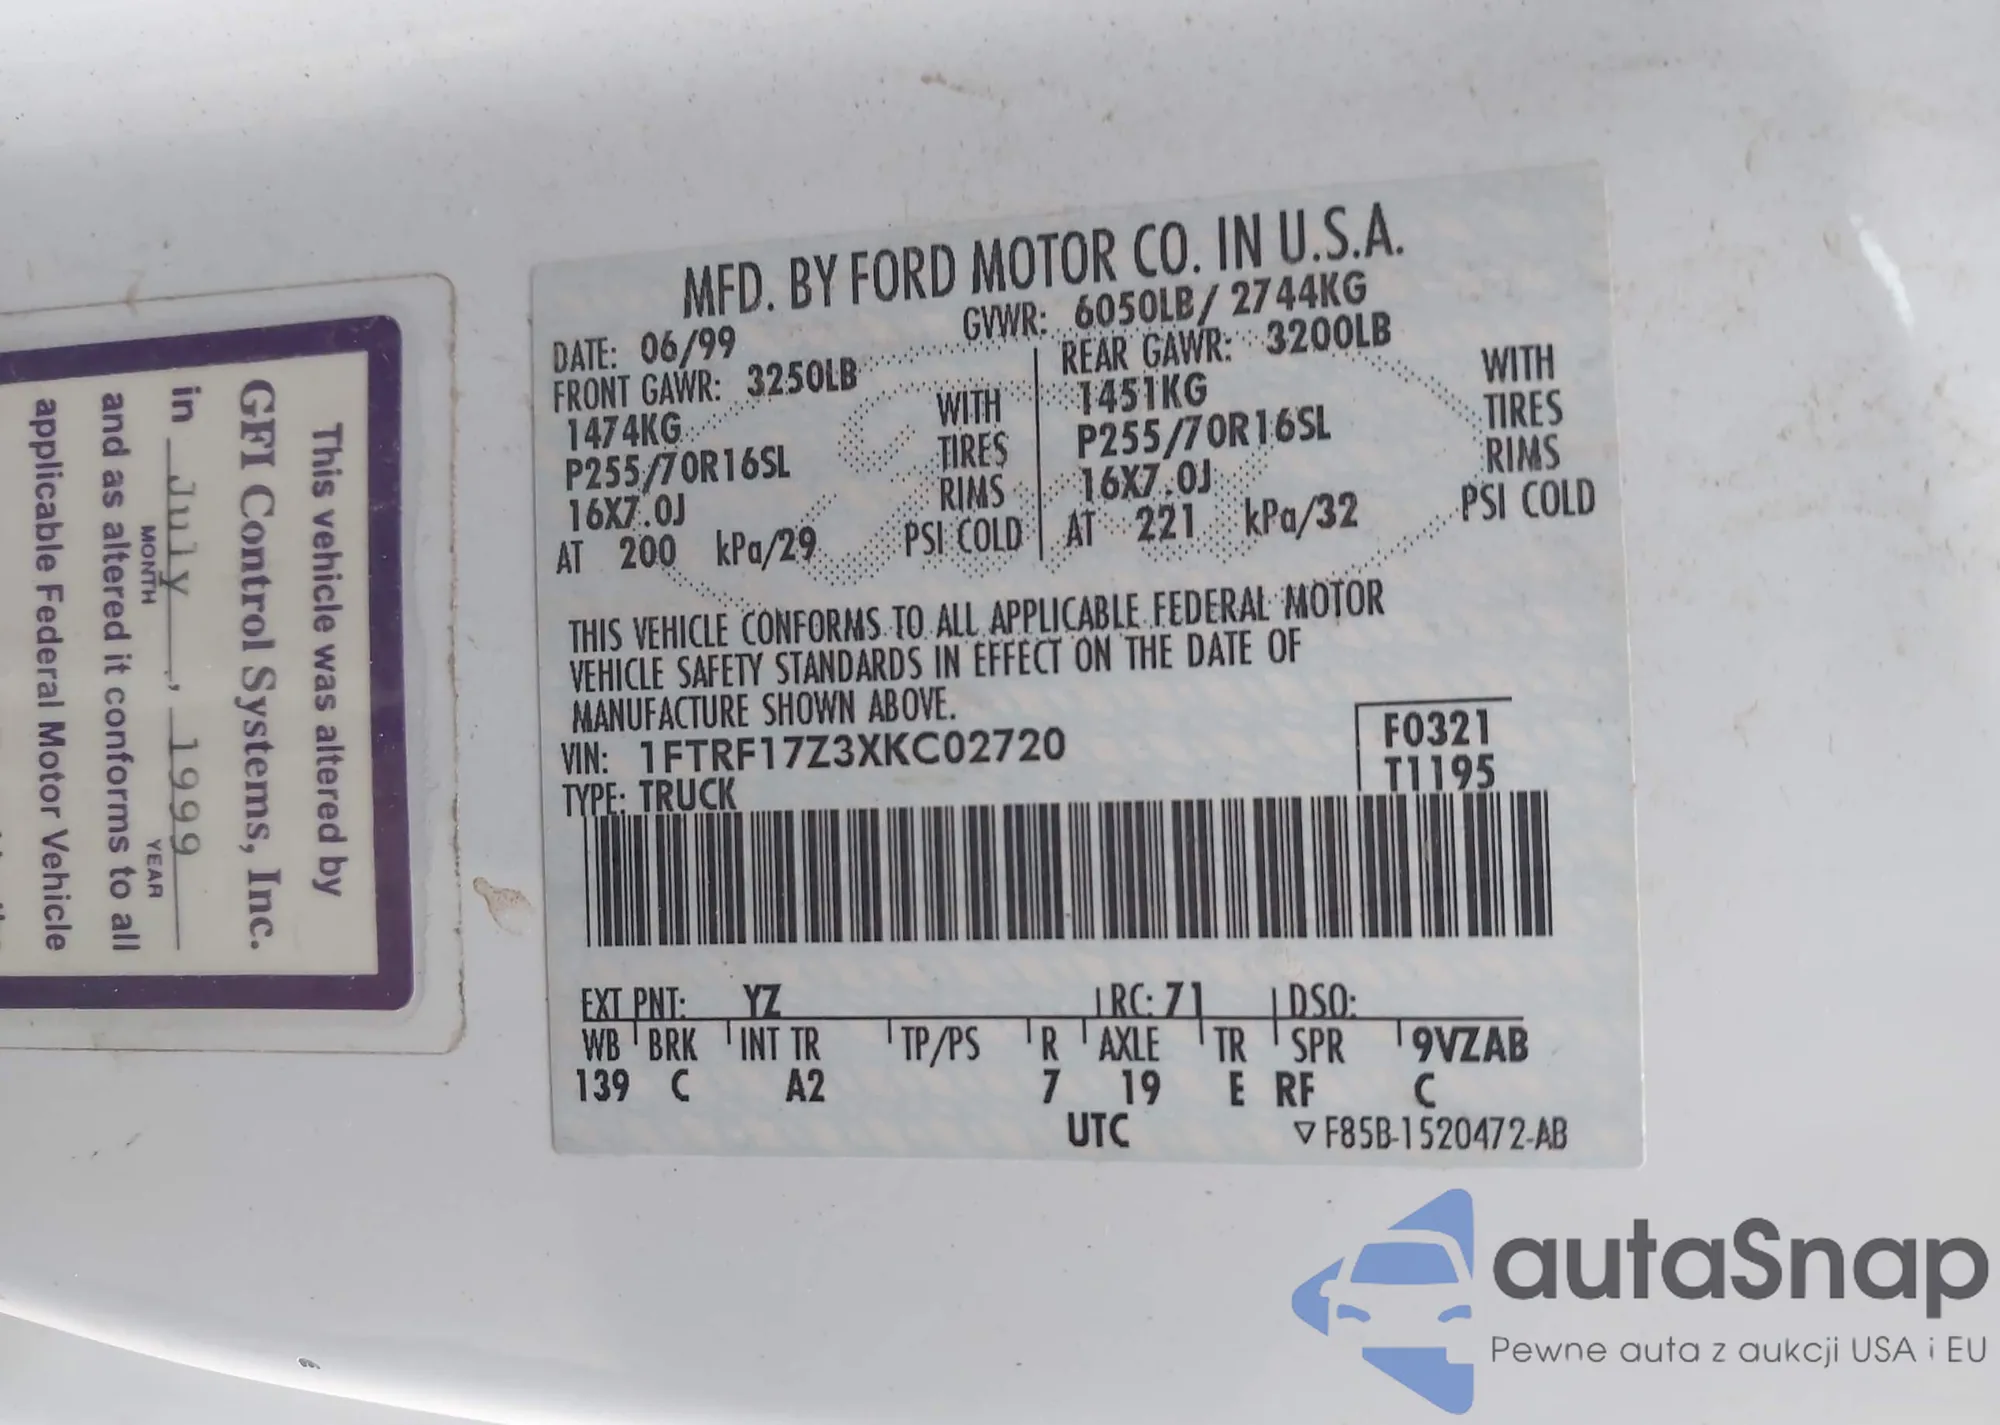 This vehicle was altered by
GFI Control Systems, Inc.
in July, 1999
MONTH YEAR
and as altered it conforms to all
applicable Federal Motor Vehicle
MFD. BY FORD MOTOR CO. IN U.S.A.
DATE: 06/99 GVWR: 6050LB/ 2744KG
FRONT GAWR: 3250LB REAR GAWR: 3200LB
1474KG WITH 1451KG WITH
P255/70R16SL TIRES P255/70R16SL TIRES
16X7.0J RIMS 16X7.0J RIMS
AT 200 kPa/29 PSI COLD AT 221 kPa/32 PSI COLD
THIS VEHICLE CONFORMS TO ALL APPLICABLE FEDERAL MOTOR
VEHICLE SAFETY STANDARDS IN EFFECT ON THE DATE OF
MANUFACTURE SHOWN ABOVE.
VIN: 1FTRF17Z3XKC02720 F0321
TYPE: TRUCK T1195
EXT PNT: YZ RC: 71 DSO:
WB BRK INT TR TP/PS R AXLE TR SPR 9VZAB
139 C A2 7 19 E RF C
UTC ▽ F85B-1520472-AB
autaSnap
Pewne auta z aukcji USA i EU